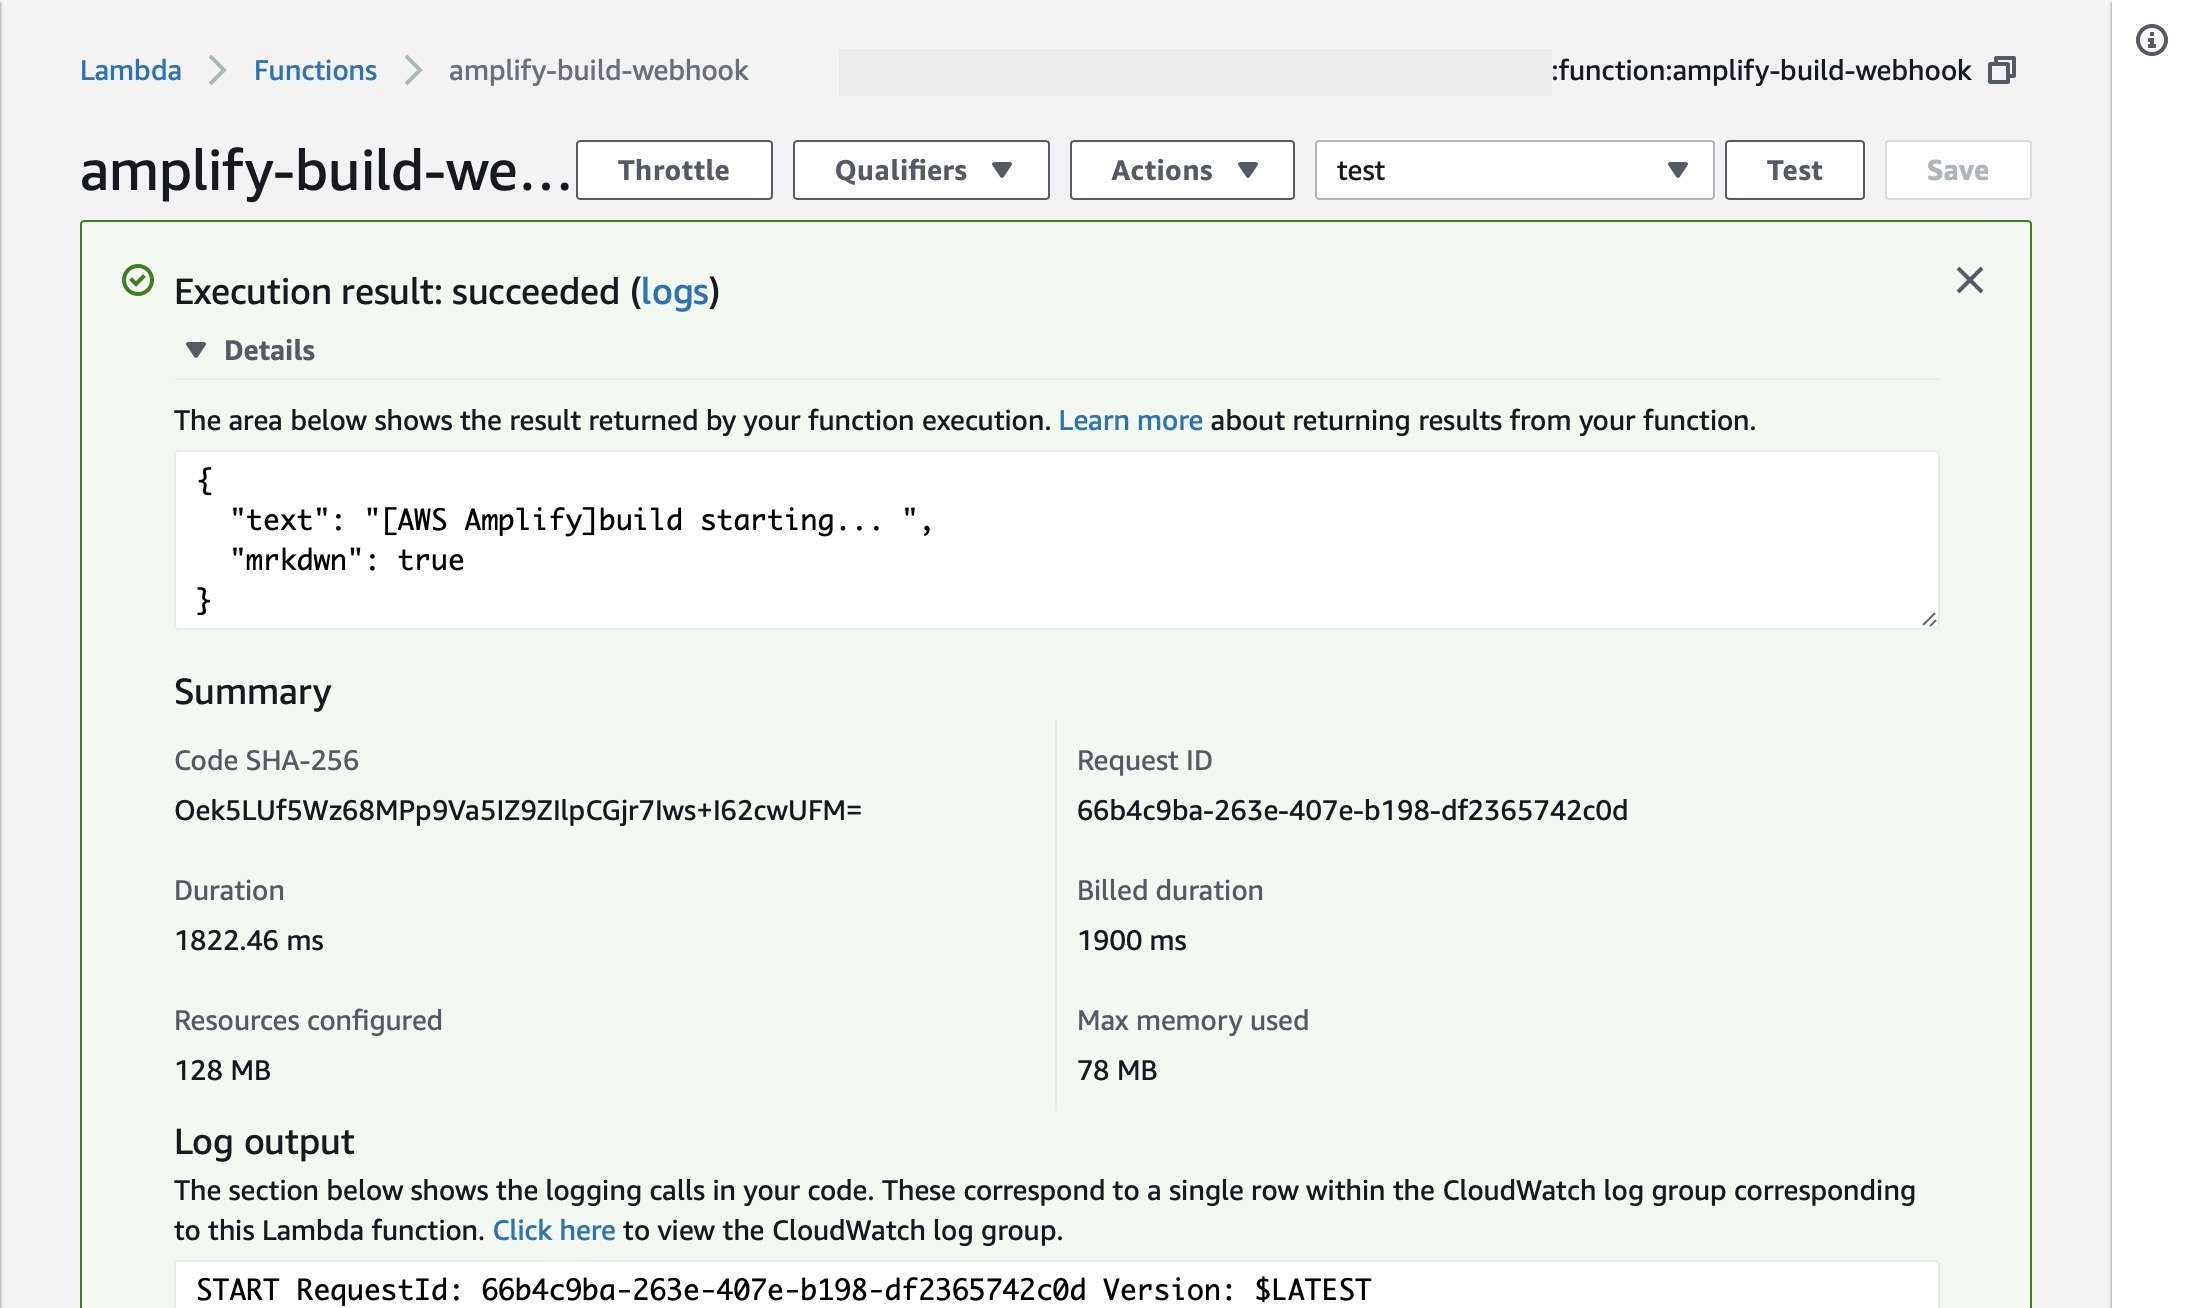 Lambda Functions amplify-build-webhook :function:amplify-build-webhook
amplify-build-we... Throttle Qualifiers Actions test Test Save
Execution result: succeeded (logs)
Details
The area below shows the result returned by your function execution. Learn more about returning results from your function.
{
"text": "[AWS Amplify]build starting... ",
"mrkdwn": true
}
Summary
Code SHA-256
Oek5LUf5Wz68MPp9Va5IZ9ZIlpCGjr7Iws+I62cwUFM=
Request ID
66b4c9ba-263e-407e-b198-df2365742c0d
Duration
1822.46 ms
Billed duration
1900 ms
Resources configured
128 MB
Max memory used
78 MB
Log output
The section below shows the logging calls in your code. These correspond to a single row within the CloudWatch log group corresponding
to this Lambda function. Click here to view the CloudWatch log group.
START RequestId: 66b4c9ba-263e-407e-b198-df2365742c0d Version: $LATEST